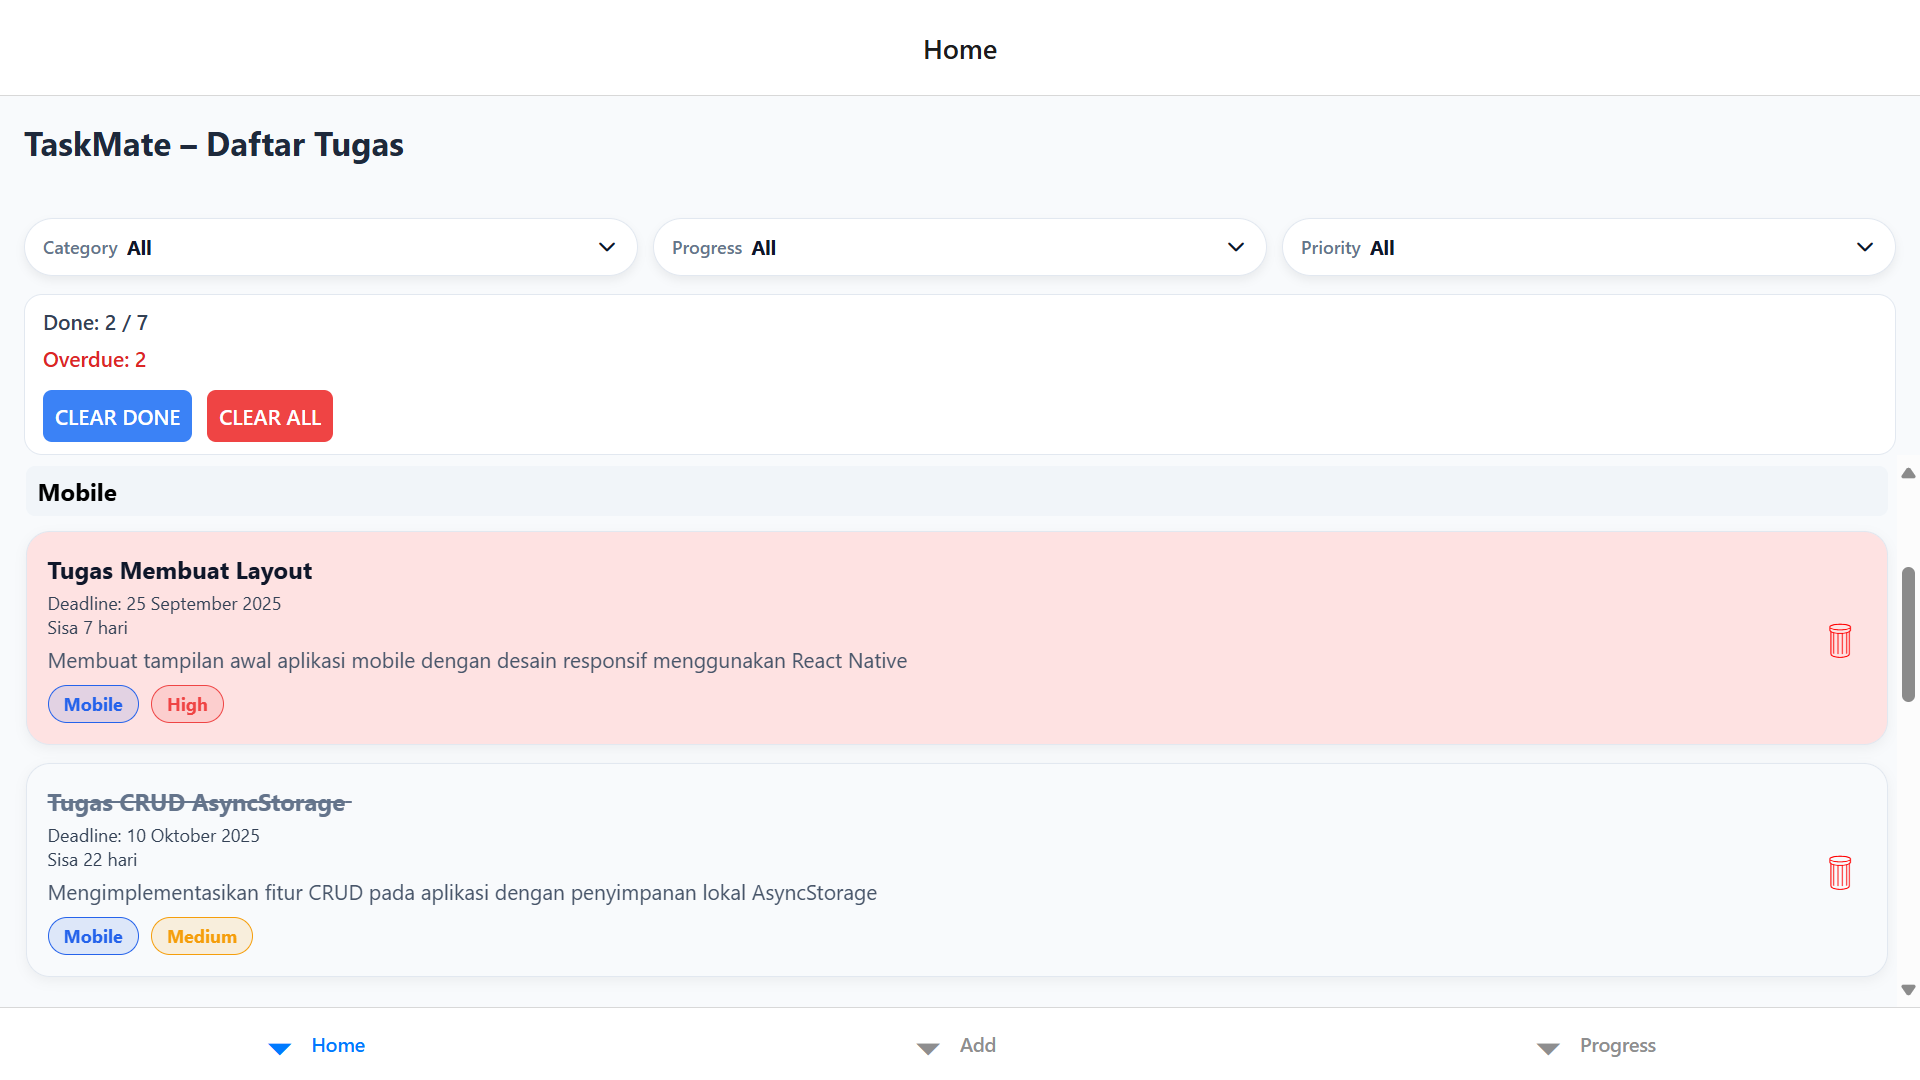 Home
TaskMate – Daftar Tugas
Category All
Progress All
Priority All
Done: 2 / 7
Overdue: 2
CLEAR DONE
CLEAR ALL
Mobile
Tugas Membuat Layout
Deadline: 25 September 2025
Sisa 7 hari
Membuat tampilan awal aplikasi mobile dengan desain responsif menggunakan React Native
Mobile
High
Tugas CRUD AsyncStorage
Deadline: 10 Oktober 2025
Sisa 22 hari
Mengimplementasikan fitur CRUD pada aplikasi dengan penyimpanan lokal AsyncStorage
Mobile
Medium
Home
Add
Progress